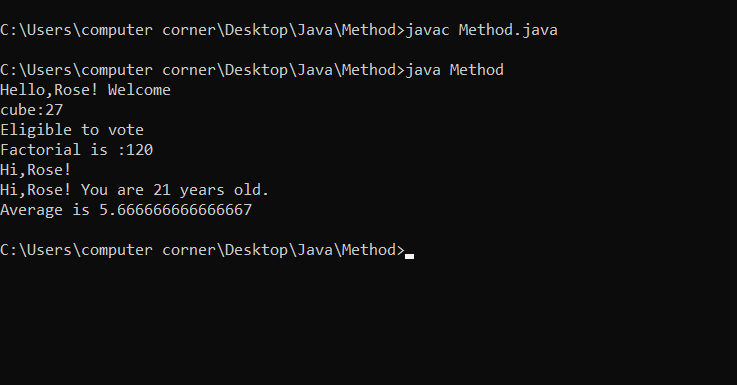 C:\Users\computer corner\Desktop\Java\Method>javac Method.java
C:\Users\computer corner\Desktop\Java\Method>java Method
Hello,Rose! Welcome
cube:27
Eligible to vote
Factorial is :120
Hi,Rose!
Hi,Rose! You are 21 years old.
Average is 5.666666666666667
C:\Users\computer corner\Desktop\Java\Method>